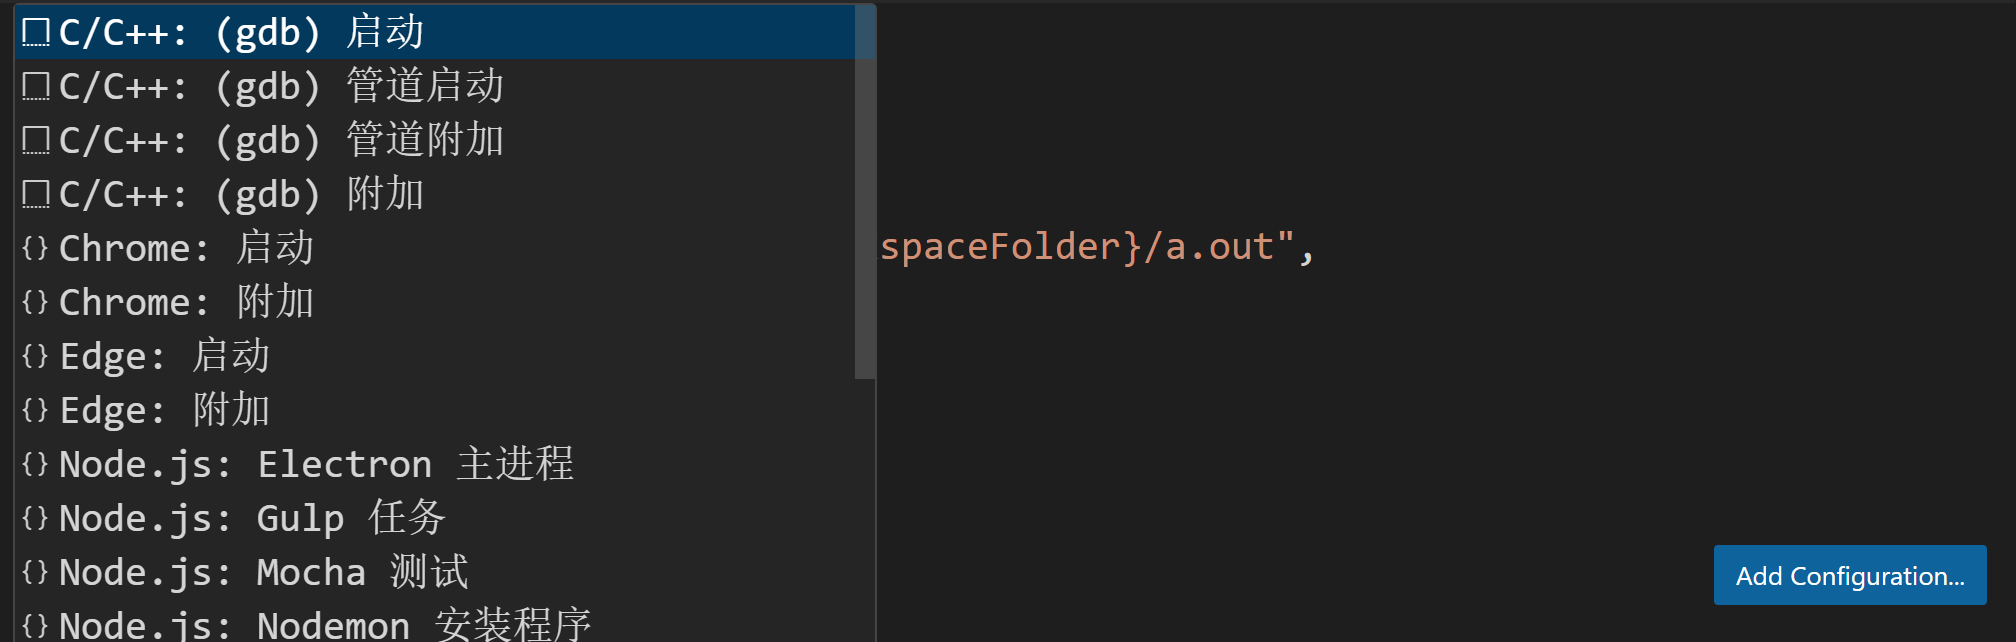 C/C++: (gdb) 启动
C/C++: (gdb) 管道启动
C/C++: (gdb) 管道附加
C/C++: (gdb) 附加
{} Chrome: 启动
spaceFolder}/a.out",
{} Chrome: 附加
{} Edge: 启动
{} Edge: 附加
{} Node.js: Electron 主进程
{} Node.js: Gulp 任务
{} Node.js: Mocha 测试
Add Configuration...
{} Node.js: Nodemon 安装程序